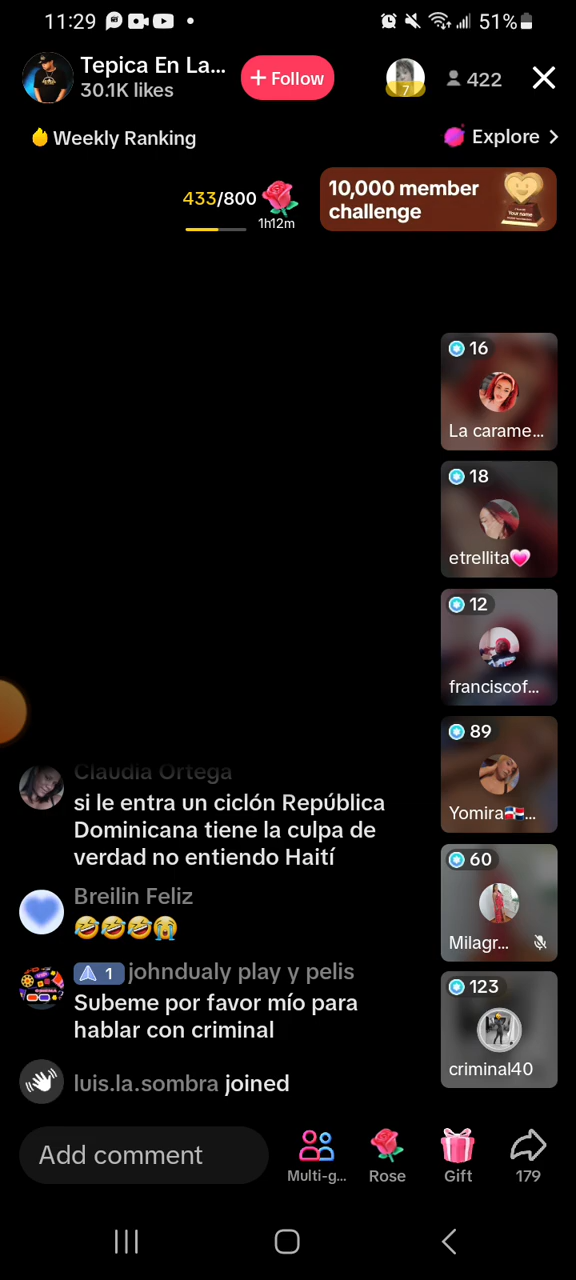 11:29
51%
Tepica En La...
30.1K likes
+ Follow
7
422
Weekly Ranking
Explore
433/800
1h12m
10,000 member
challenge
16
La carame...
18
etrellita
12
franciscof...
89
Yomira🇩🇴...
60
Milagr...
123
criminal40
Claudia Ortega
si le entra un ciclón República
Dominicana tiene la culpa de
verdad no entiendo Haití
Breilin Feliz
🤣🤣🤣😭
1 johndualy play y pelis
Subeme por favor mío para
hablar con criminal
luis.la.sombra joined
Add comment
Multi-g...
Rose
Gift
179